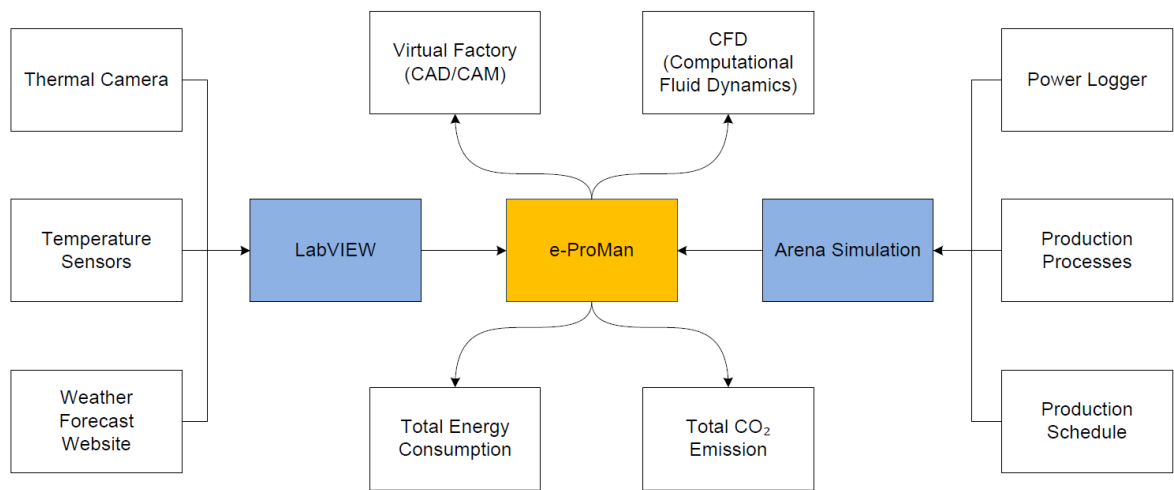 Thermal Camera
Virtual Factory
(CAD/CAM)
CFD
(Computational
Fluid Dynamics)
Power Logger
Temperature
Sensors
LabVIEW
e-ProMan
Arena Simulation
Production
Processes
Weather
Forecast
Website
Total Energy
Consumption
Total CO₂
Emission
Production
Schedule